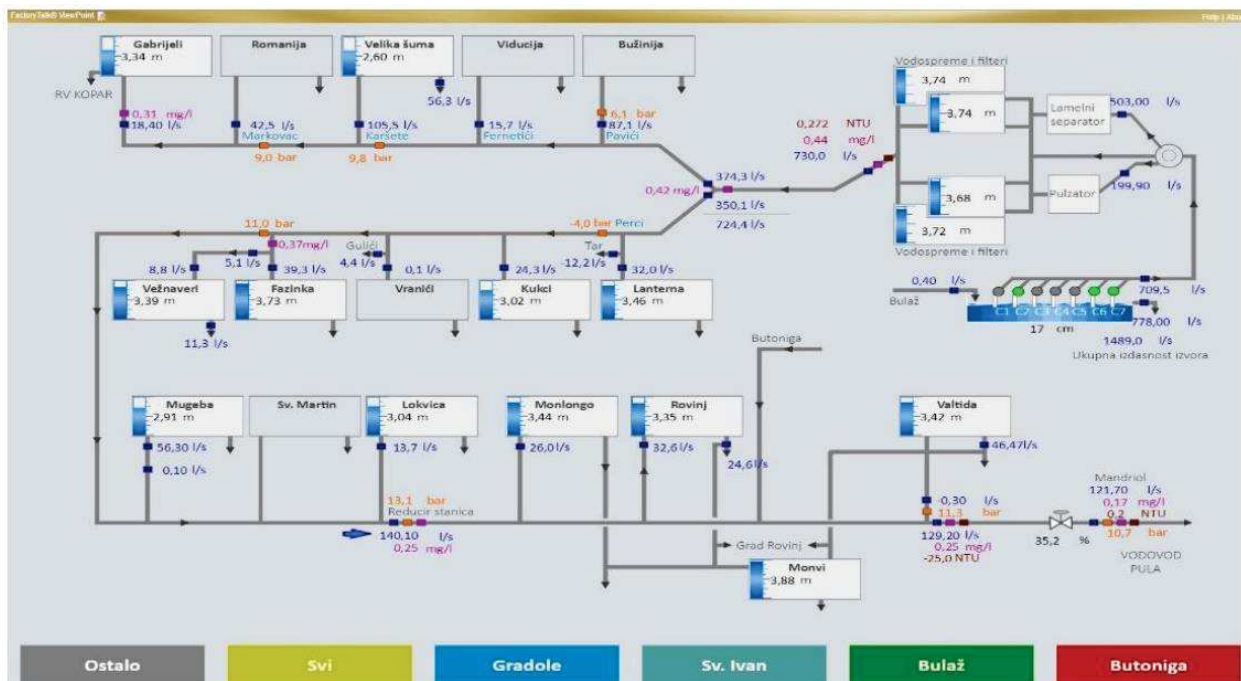 FactoryTalk® ViewPoint
Help | Abou
Gabrijeli
3,34 m
Romanija
Velika šuma
2,60 m
Viducija
Bužinija
RV KOPAR
56,3 l/s
0,31 mg/l
18,40 l/s
42,5 l/s
105,5 l/s
15,7 l/s
6,1 bar
87,1 l/s
Markovac
Karšete
Fernetići
Pavići
9,0 bar
9,8 bar
Vodospreme i filteri
3,74 m
3,74 m
3,68 m
3,72 m
Vodospreme i filteri
Lamelni
separator
503,00 l/s
Pulzator
199,90 l/s
0,272 NTU
0,44 mg/l
730,0 l/s
0,42 mg/l
374,3 l/s
350,1 l/s
724,4 l/s
11,0 bar
-4,0 bar Perci
0,37mg/l
Gulići
4,4 l/s
Tar
-12,2 l/s
8,8 l/s
5,1 l/s
39,3 l/s
0,1 l/s
24,3 l/s
32,0 l/s
Vežnaveri
3,39 m
Fazinka
3,73 m
Vranići
Kukci
3,02 m
Lanterna
3,46 m
11,3 l/s
0,40 l/s
Bulaž
709,5 l/s
C1 C2 C3 C4 C5 C6 C7
17 cm
778,00 l/s
1489,0 l/s
Ukupna izdasnost izvora
Butoniga
Mugeba
2,91 m
Sv. Martin
Lokvica
3,04 m
Monlongo
3,44 m
Rovinj
3,35 m
Valtida
3,42 m
56,30 l/s
0,10 l/s
13,7 l/s
26,0 l/s
32,6 l/s
24,6 l/s
46,47 l/s
13,1 bar
Reducir stanica
140,10 l/s
0,25 mg/l
-0,30 l/s
11,3 bar
129,20 l/s
0,25 mg/l
-25,0 NTU
35,2 %
Mandriol
121,70 l/s
0,17 mg/l
0,2 NTU
10,7 bar
VODOVOD
PULA
Grad Rovinj
Monvi
3,88 m
Ostalo
Svi
Gradole
Sv. Ivan
Bulaž
Butoniga